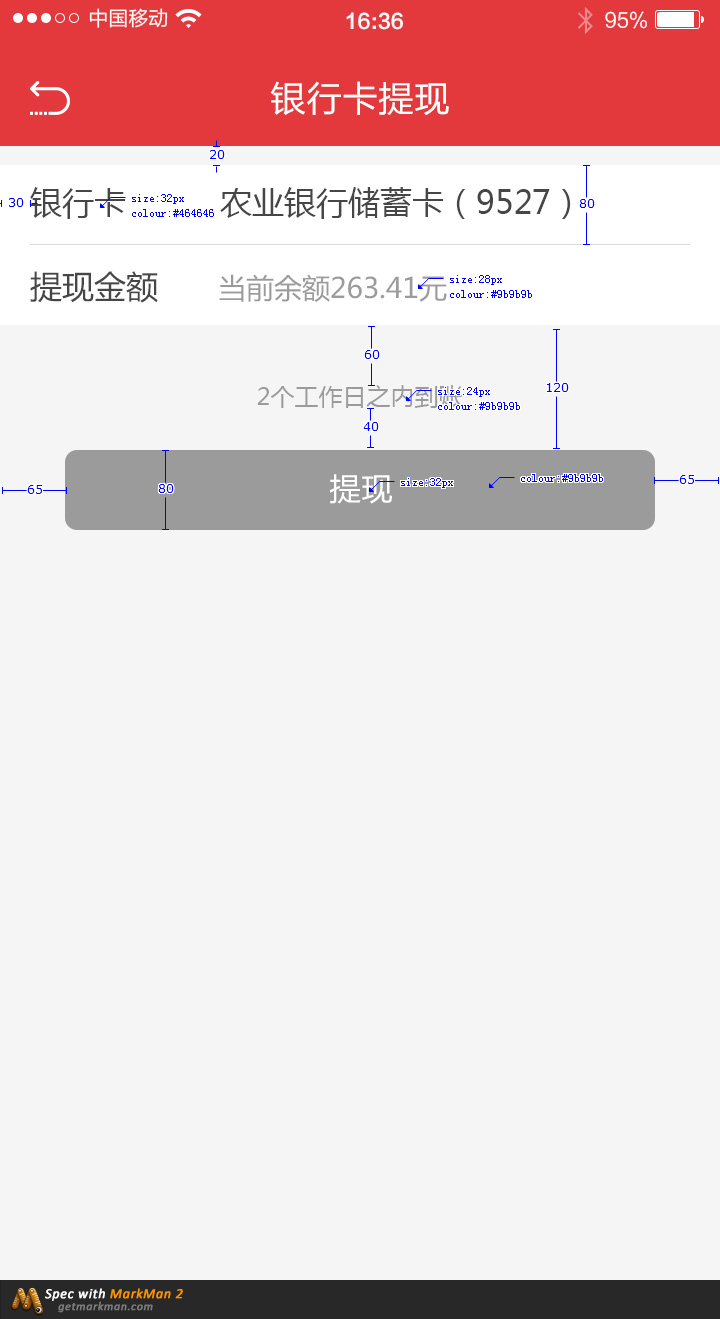 中国移动 16:36 95%
银行卡提现
20
30 银行卡 size:32px colour:#464646 农业银行储蓄卡（9527） 80
提现金额 当前余额263.41元 size:28px colour:#9b9b9b
60
120
2个工作日之内到账 size:24px colour:#9b9b9b
40
65 80 提现 size:32px colour:#9b9b9b 65
Spec with MarkMan 2
getmarkman.com